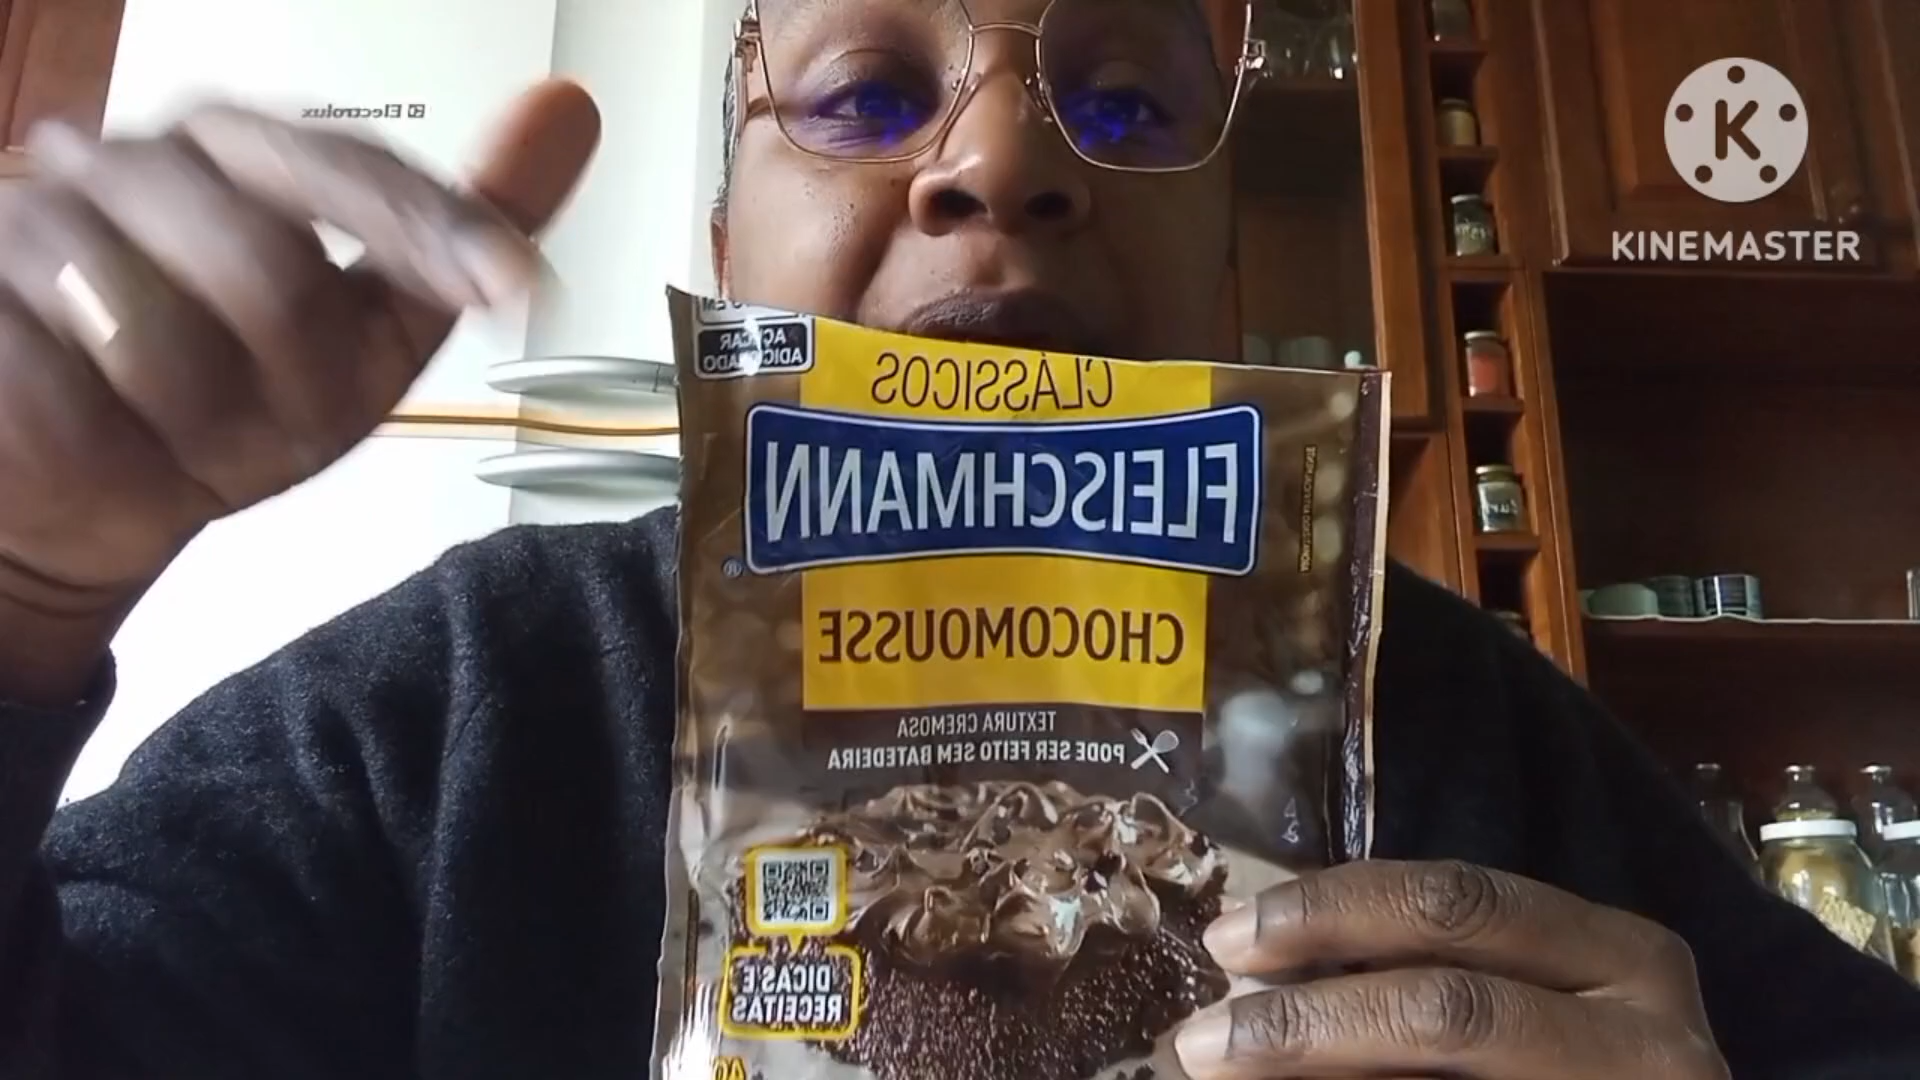 Electrolux
KINEMASTER
AÇÚCAR
ADICIONADO
CLÁSSICOS
FLEISCHMANN
®
CHOCOMOUSSE
TEXTURA CREMOSA
PODE SER FEITO SEM BATEDEIRA
DICAS E
RECEITAS